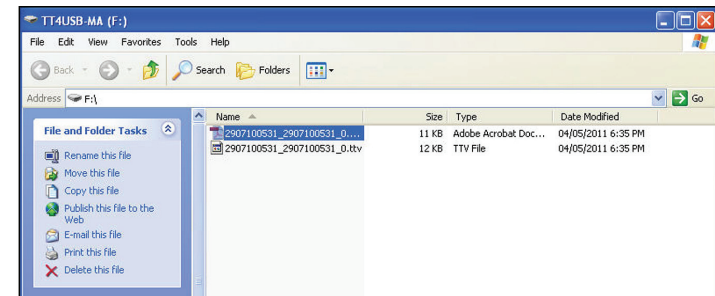 TT4USB-MA (F:)
File Edit View Favorites Tools Help
Back Search Folders
Address F:\ Go
File and Folder Tasks
Rename this file
Move this file
Copy this file
Publish this file to the
Web
E-mail this file
Print this file
Delete this file
Name Size Type Date Modified
2907100531_2907100531_0.... 11 KB Adobe Acrobat Doc... 04/05/2011 6:35 PM
2907100531_2907100531_0.ttv 12 KB TTV File 04/05/2011 6:35 PM